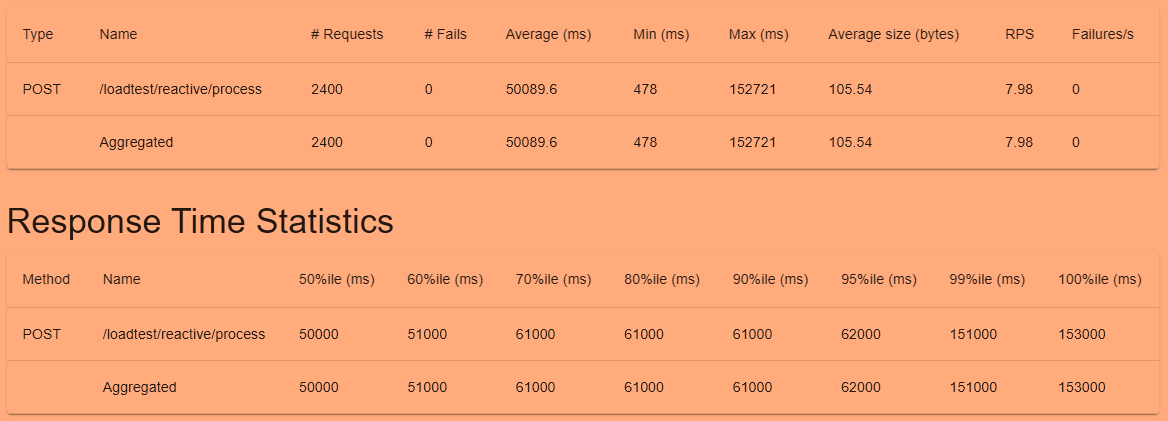 Type Name # Requests # Fails Average (ms) Min (ms) Max (ms) Average size (bytes) RPS Failures/s
POST /loadtest/reactive/process 2400 0 50089.6 478 152721 105.54 7.98 0
Aggregated 2400 0 50089.6 478 152721 105.54 7.98 0
Response Time Statistics
Method Name 50%ile (ms) 60%ile (ms) 70%ile (ms) 80%ile (ms) 90%ile (ms) 95%ile (ms) 99%ile (ms) 100%ile (ms)
POST /loadtest/reactive/process 50000 51000 61000 61000 61000 62000 151000 153000
Aggregated 50000 51000 61000 61000 61000 62000 151000 153000